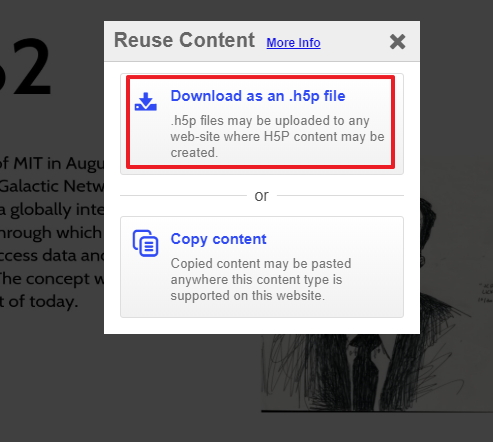 Reuse Content More Info
Download as an .h5p file
.h5p files may be uploaded to any
web-site where H5P content may be
created.
or
Copy content
Copied content may be pasted
anywhere this content type is
supported on this website.
2
of MIT in Augu
Galactic Netw
a globally inte
hrough which
ccess data and
The concept w
t of today.